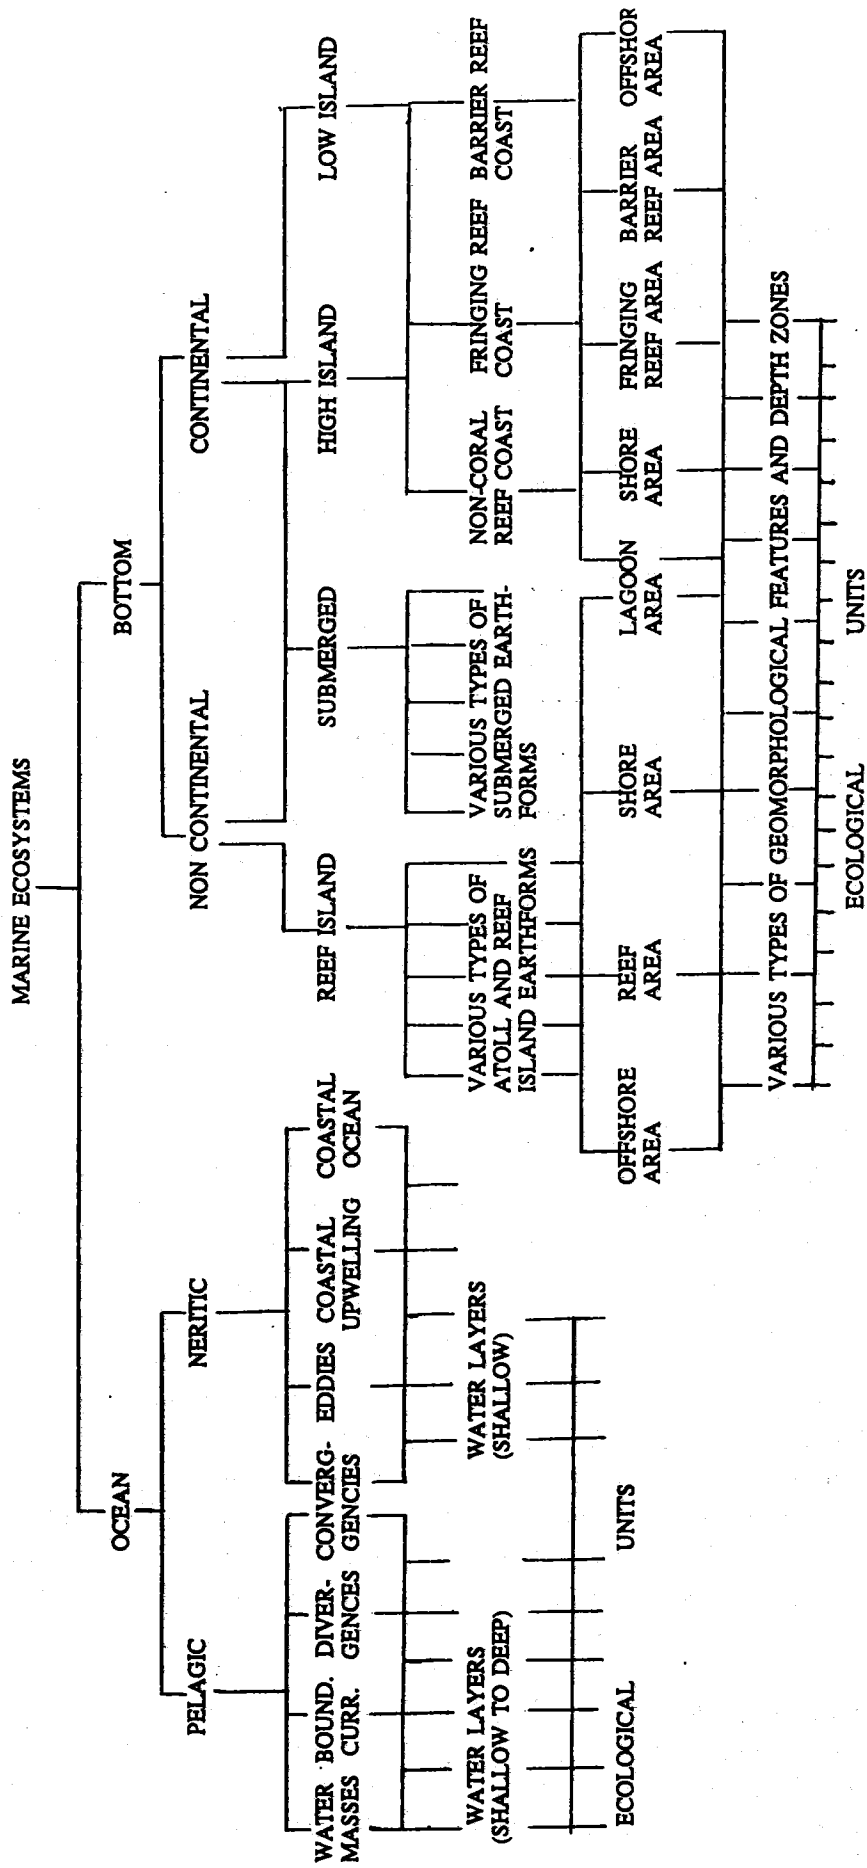 MARINE ECOSYSTEMS
OCEAN
BOTTOM
PELAGIC
NERITIC
NON CONTINENTAL
CONTINENTAL
WATER
MASSES
BOUND.
CURR.
DIVER-
GENCES
CONVERG-
GENCIES
EDDIES
COASTAL
UPWELLING
COASTAL
OCEAN
REEF ISLAND
SUBMERGED
HIGH ISLAND
LOW ISLAND
WATER LAYERS
(SHALLOW TO DEEP)
WATER LAYERS
(SHALLOW)
VARIOUS TYPES OF
ATOLL AND REEF
ISLAND EARTHFORMS
VARIOUS TYPES OF
SUBMERGED EARTH-
FORMS
NON-CORAL
REEF COAST
FRINGING REEF
COAST
BARRIER REEF
COAST
ECOLOGICAL
UNITS
OFFSHORE
AREA
REEF
AREA
SHORE
AREA
LAGOON
AREA
SHORE
AREA
FRINGING
REEF AREA
BARRIER
REEF AREA
OFFSHOR
AREA
VARIOUS TYPES OF GEOMORPHOLOGICAL FEATURES AND DEPTH ZONES
ECOLOGICAL
UNITS